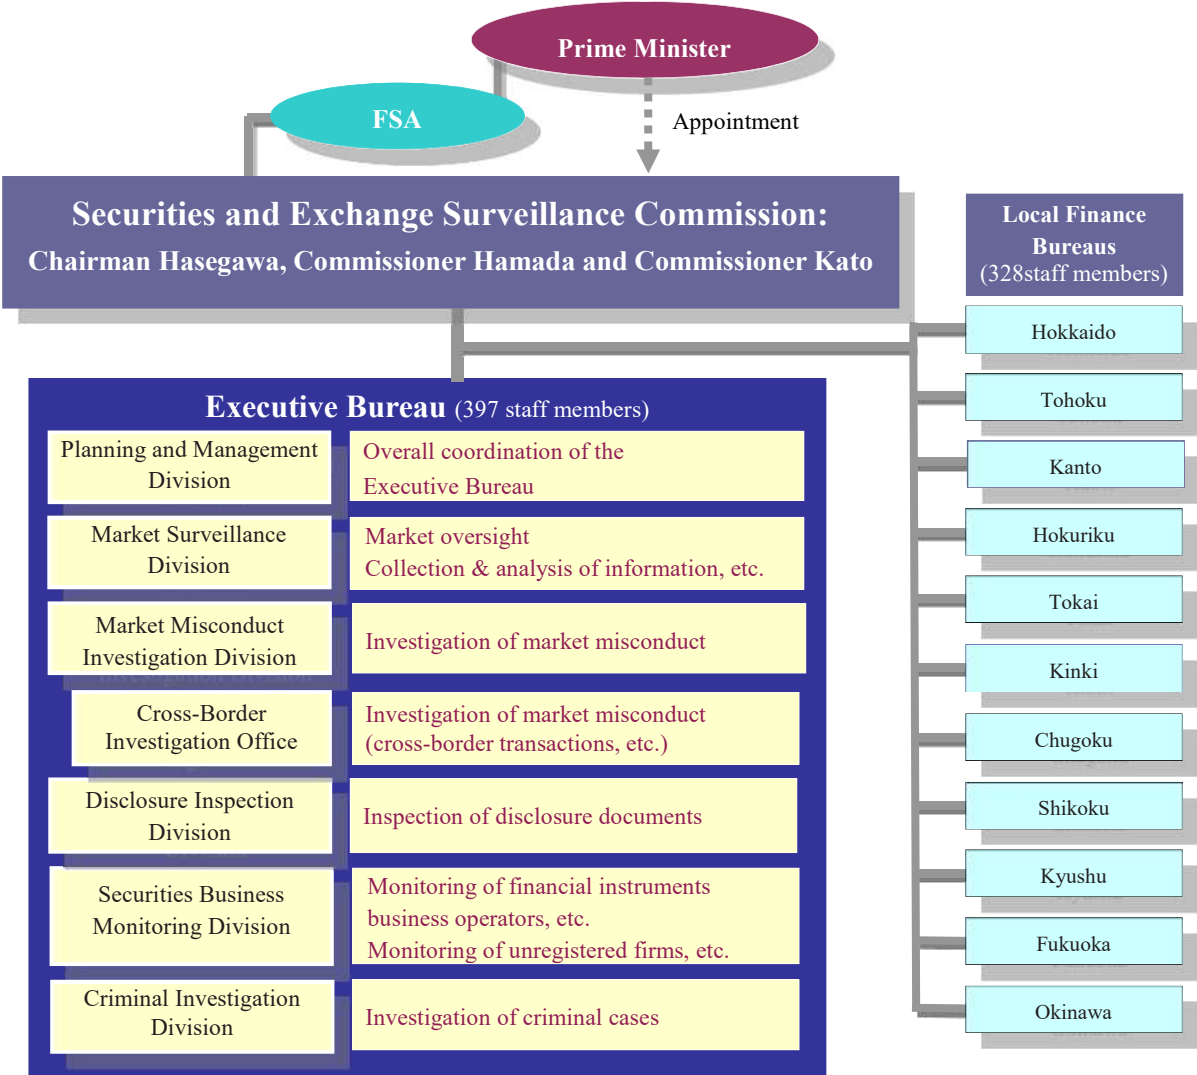 Prime Minister
FSA
Appointment
Securities and Exchange Surveillance Commission:
Chairman Hasegawa, Commissioner Hamada and Commissioner Kato
Executive Bureau (397 staff members)
Planning and Management
Division
Overall coordination of the
Executive Bureau
Market Surveillance
Division
Market oversight
Collection & analysis of information, etc.
Market Misconduct
Investigation Division
Investigation of market misconduct
Cross-Border
Investigation Office
Investigation of market misconduct
(cross-border transactions, etc.)
Disclosure Inspection
Division
Inspection of disclosure documents
Securities Business
Monitoring Division
Monitoring of financial instruments
business operators, etc.
Monitoring of unregistered firms, etc.
Criminal Investigation
Division
Investigation of criminal cases
Local Finance
Bureaus
(328staff members)
Hokkaido
Tohoku
Kanto
Hokuriku
Tokai
Kinki
Chugoku
Shikoku
Kyushu
Fukuoka
Okinawa